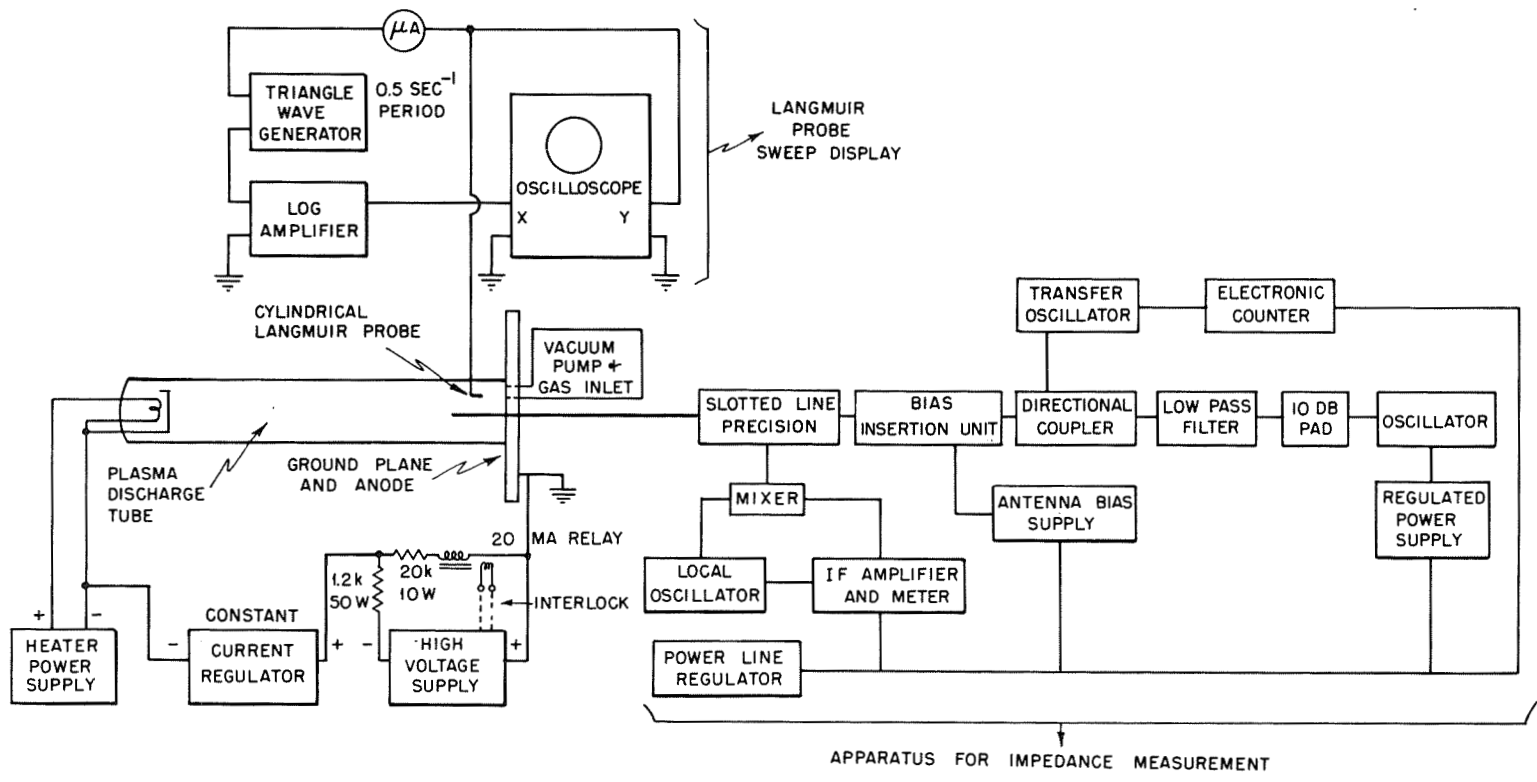 μA
TRIANGLE
WAVE
GENERATOR
0.5 SEC⁻¹
PERIOD
LOG
AMPLIFIER
OSCILLOSCOPE
X Y
LANGMUIR
PROBE
SWEEP DISPLAY
CYLINDRICAL
LANGMUIR PROBE
VACUUM
PUMP &
GAS INLET
PLASMA
DISCHARGE
TUBE
GROUND PLANE
AND ANODE
TRANSFER
OSCILLATOR
ELECTRONIC
COUNTER
SLOTTED LINE
PRECISION
BIAS
INSERTION UNIT
DIRECTIONAL
COUPLER
LOW PASS
FILTER
10 DB
PAD
OSCILLATOR
MIXER
ANTENNA BIAS
SUPPLY
REGULATED
POWER
SUPPLY
LOCAL
OSCILLATOR
IF AMPLIFIER
AND METER
POWER LINE
REGULATOR
20 MA RELAY
1.2k
50 W
20k
10 W
INTERLOCK
+ -
HEATER
POWER
SUPPLY
CONSTANT
- +
CURRENT
REGULATOR
- +
HIGH
VOLTAGE
SUPPLY
APPARATUS FOR IMPEDANCE MEASUREMENT